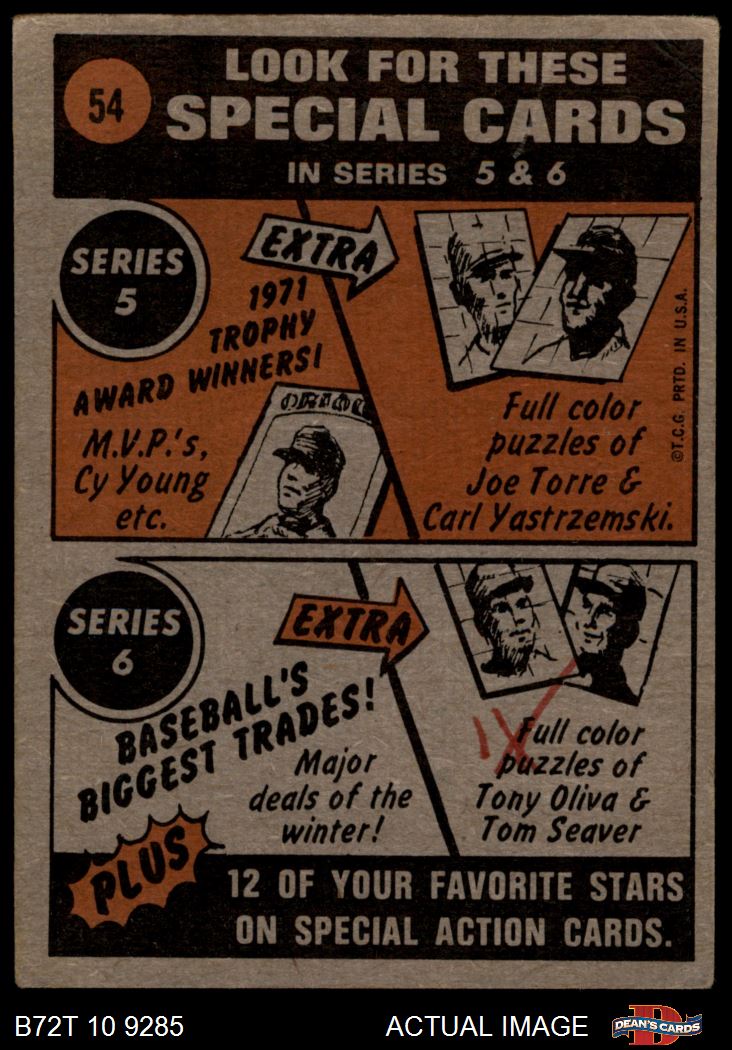 54
LOOK FOR THESE
SPECIAL CARDS
IN SERIES 5 & 6
SERIES
5
EXTRA
1971
TROPHY
AWARD WINNERS!
M.V.P.'s,
Cy Young
etc.
Full color
puzzles of
Joe Torre &
Carl Yastrzemski.
©T.C.G. PRTD. IN U.S.A.
SERIES
6
EXTRA
BASEBALL'S
BIGGEST TRADES!
Major
deals of the
winter!
Full color
puzzles of
Tony Oliva &
Tom Seaver
PLUS
12 OF YOUR FAVORITE STARS
ON SPECIAL ACTION CARDS.
B72T 10 9285
ACTUAL IMAGE
DEAN'S CARDS